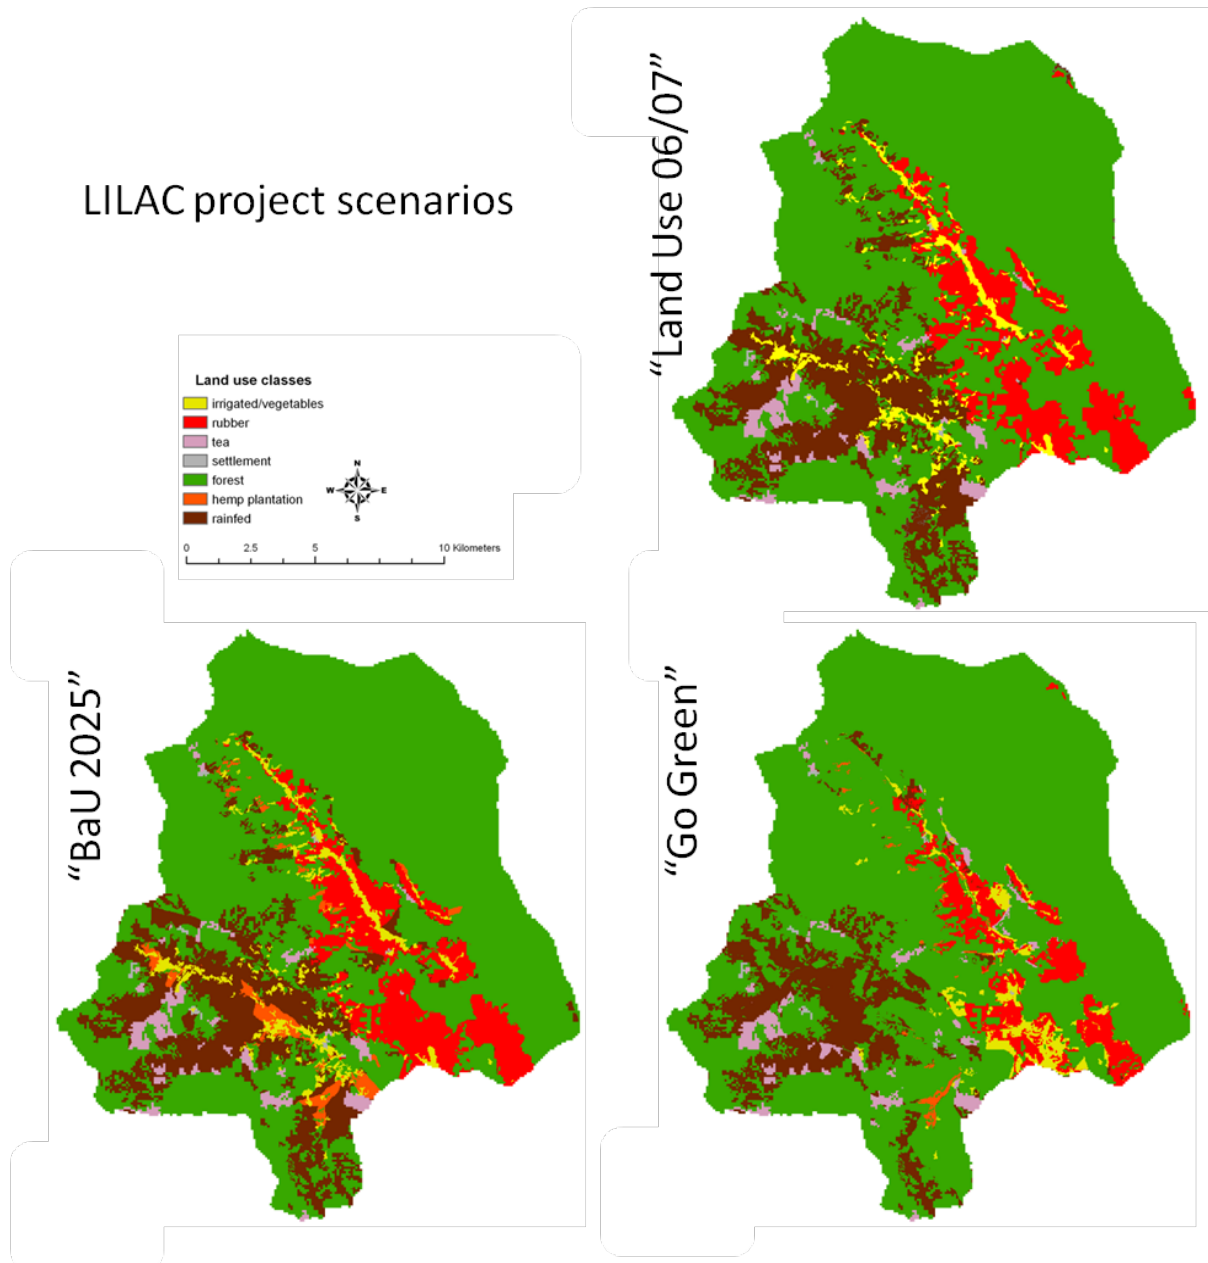 “Land Use 06/07”
LILAC project scenarios
Land use classes
irrigated/vegetables
rubber
tea
settlement
forest
hemp plantation
rainfed
N
W E
S
0 2.5 5 10 Kilometers
“BaU 2025”
“Go Green”